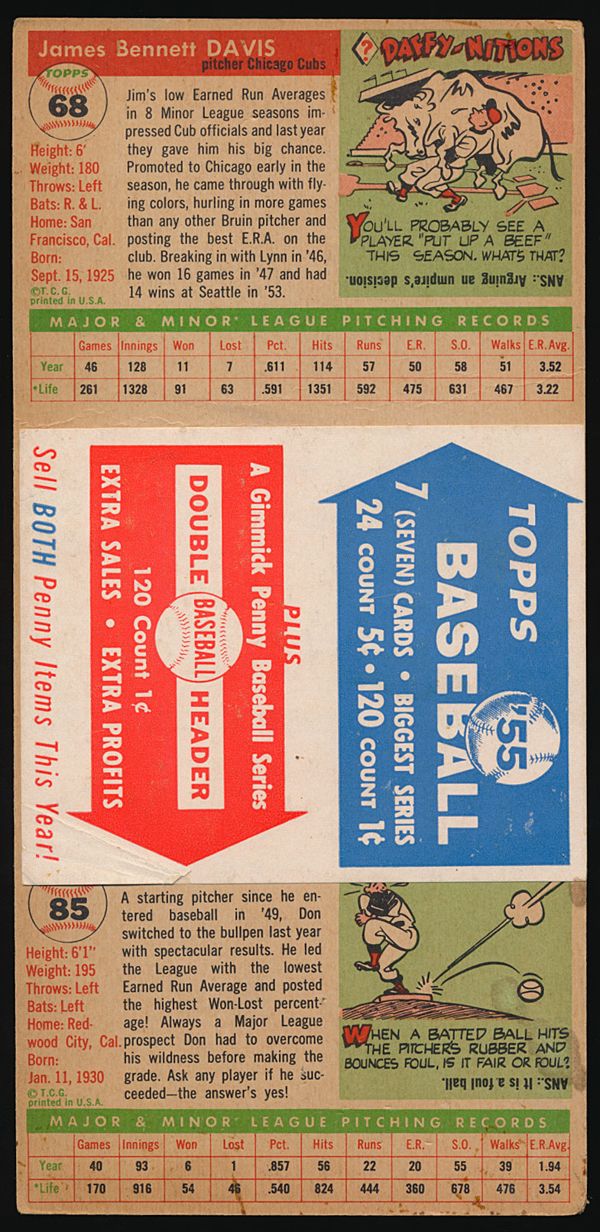 James Bennett DAVIS
pitcher Chicago Cubs
TOPPS
68
Height: 6'
Weight: 180
Throws: Left
Bats: R. & L.
Home: San
Francisco, Cal.
Born:
Sept. 15, 1925
©T.C.G.
printed in U.S.A.
Jim's low Earned Run Averages
in 8 Minor League seasons im-
pressed Cub officials and last year
they gave him his big chance.
Promoted to Chicago early in the
season, he came through with fly-
ing colors, hurling in more games
than any other Bruin pitcher and
posting the best E.R.A. on the
club. Breaking in with Lynn in '46,
he won 16 games in '47 and had
14 wins at Seattle in '53.
? DAFFY-NITIONS
YOU'LL PROBABLY SEE A
PLAYER "PUT UP A BEEF"
THIS SEASON. WHAT'S THAT?
ANS.: Arguing an umpire's decision.
MAJOR & MINOR LEAGUE PITCHING RECORDS
Games Innings Won Lost Pct. Hits Runs E.R. S.O. Walks E.R.Avg.
Year 46 128 11 7 .611 114 57 50 58 51 3.52
*Life 261 1328 91 63 .591 1351 592 475 631 467 3.22
TOPPS
BASEBALL
'55
7 (SEVEN) CARDS • BIGGEST SERIES
24 COUNT 5¢ • 120 COUNT 1¢
PLUS
A Gimmick Penny Baseball Series
DOUBLE BASEBALL HEADER
120 Count 1¢
EXTRA SALES • EXTRA PROFITS
Sell BOTH Penny Items This Year!
85
Height: 6'1"
Weight: 195
Throws: Left
Bats: Left
Home: Red-
wood City, Cal.
Born:
Jan. 11, 1930
©T.C.G.
printed in U.S.A.
A starting pitcher since he en-
tered baseball in '49, Don
switched to the bullpen last year
with spectacular results. He led
the League with the lowest
Earned Run Average and posted
the highest Won-Lost percent-
age! Always a Major League
prospect Don had to overcome
his wildness before making the
grade. Ask any player if he suc-
ceeded—the answer's yes!
WHEN A BATTED BALL HITS
THE PITCHER'S RUBBER AND
BOUNCES FOUL, IS IT FAIR OR FOUL?
ANS.: It is a foul ball.
MAJOR & MINOR LEAGUE PITCHING RECORDS
Games Innings Won Lost Pct. Hits Runs E.R. S.O. Walks E.R.Avg.
Year 40 93 6 1 .857 56 22 20 55 39 1.94
*Life 170 916 54 46 .540 824 444 360 678 476 3.54